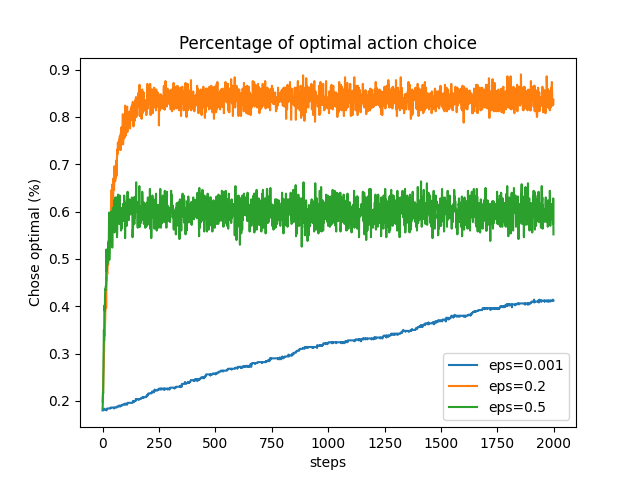 Percentage of optimal action choice
Chose optimal (%)
0.9
0.8
0.7
0.6
0.5
0.4
0.3
0.2
0 250 500 750 1000 1250 1500 1750 2000
steps
eps=0.001
eps=0.2
eps=0.5